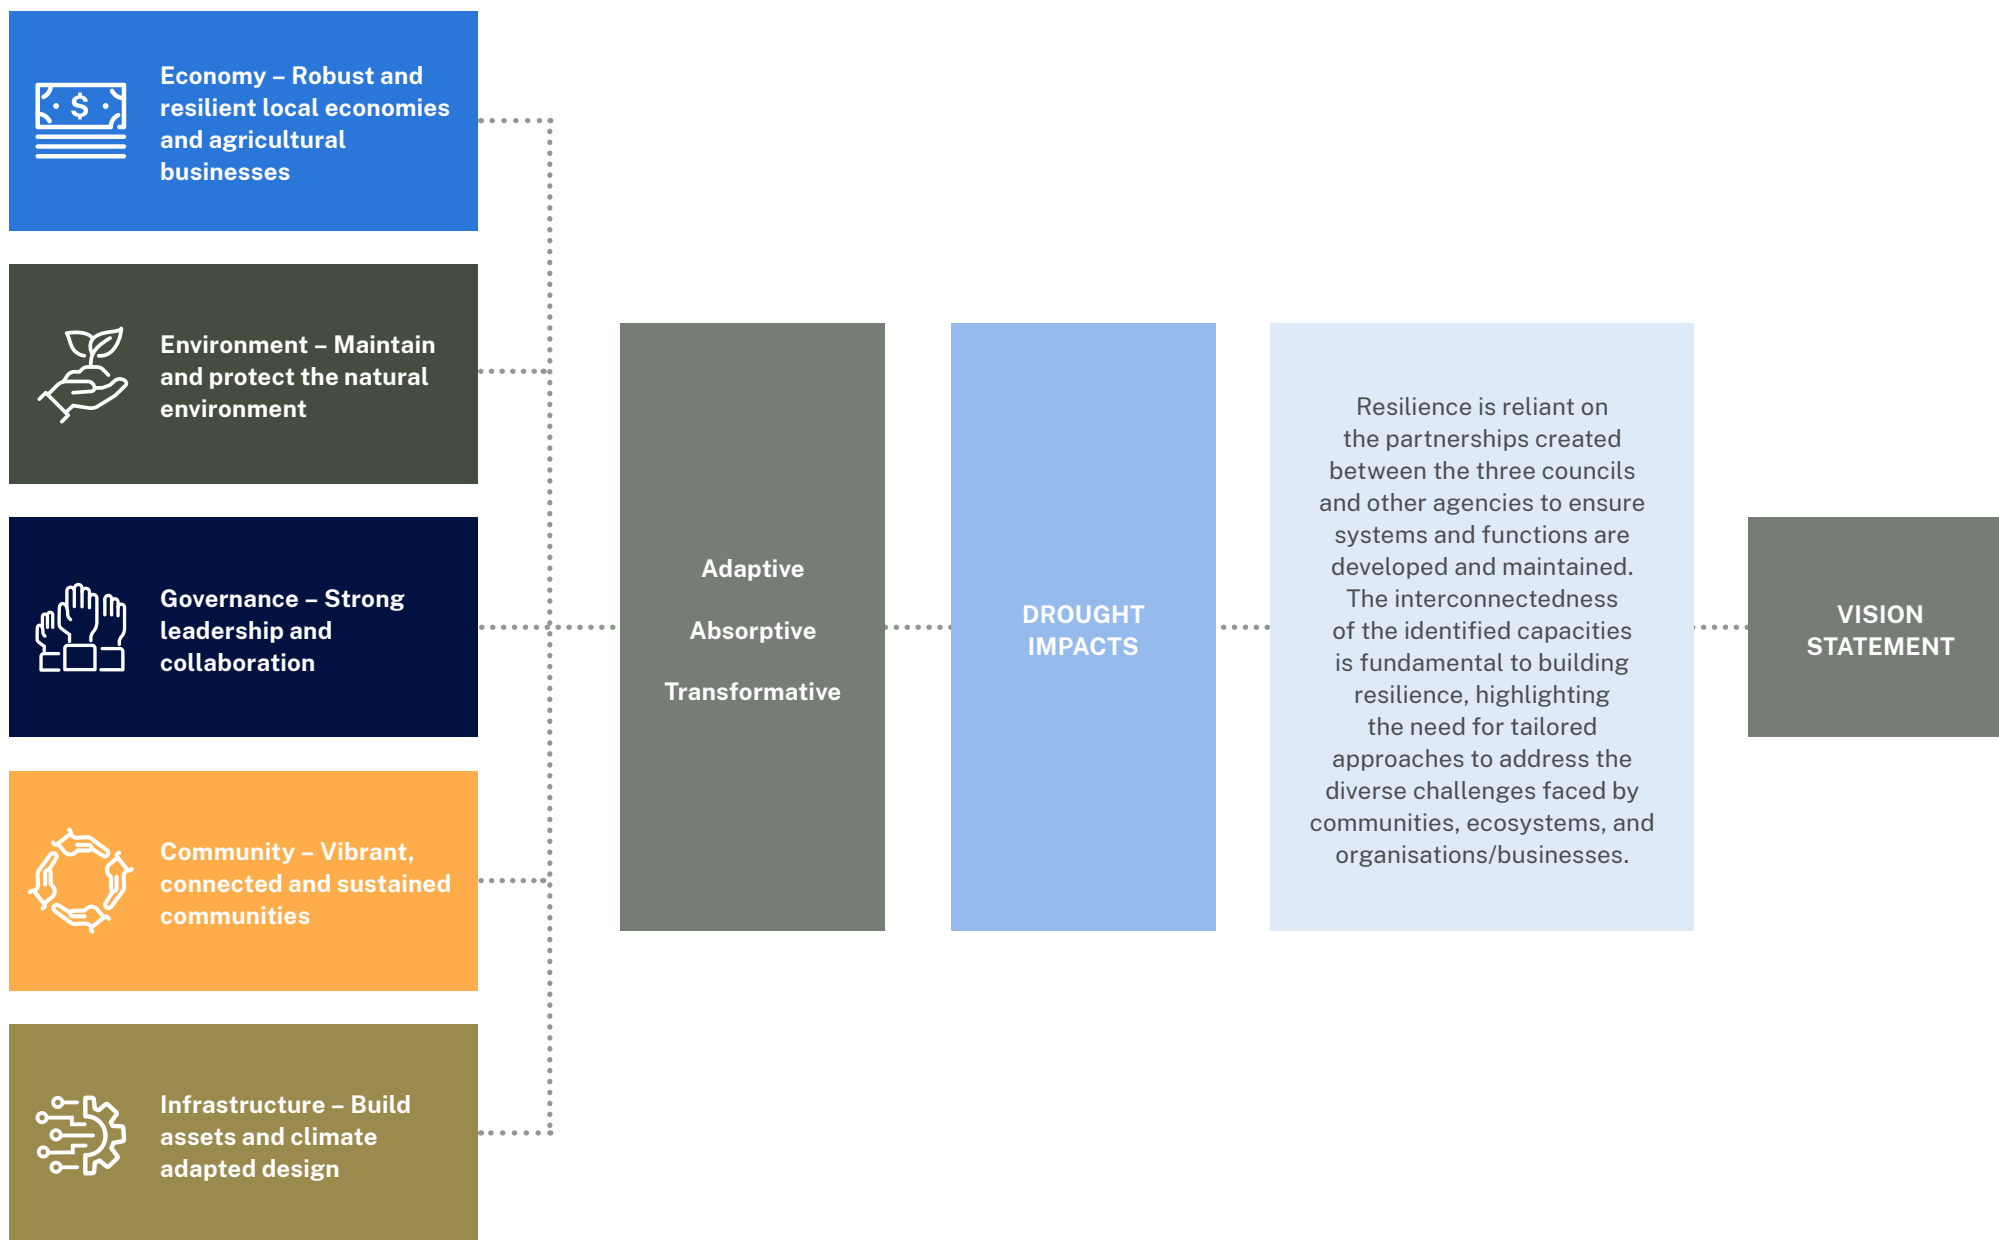 Economy – Robust and
resilient local economies
and agricultural
businesses
Environment – Maintain
and protect the natural
environment
Governance – Strong
leadership and
collaboration
Community – Vibrant,
connected and sustained
communities
Infrastructure – Build
assets and climate
adapted design
Adaptive
Absorptive
Transformative
DROUGHT
IMPACTS
Resilience is reliant on
the partnerships created
between the three councils
and other agencies to ensure
systems and functions are
developed and maintained.
The interconnectedness
of the identified capacities
is fundamental to building
resilience, highlighting
the need for tailored
approaches to address the
diverse challenges faced by
communities, ecosystems, and
organisations/businesses.
VISION
STATEMENT